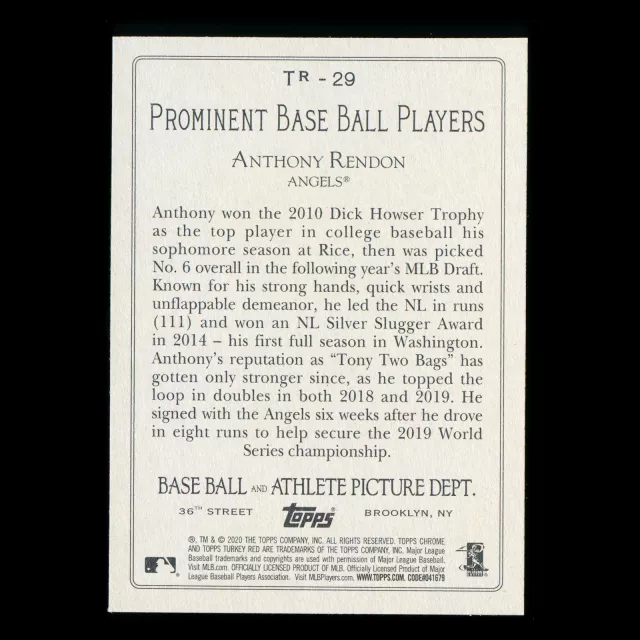 TR - 29
PROMINENT BASE BALL PLAYERS
ANTHONY RENDON
ANGELS®
Anthony won the 2010 Dick Howser Trophy
as the top player in college baseball his
sophomore season at Rice, then was picked
No. 6 overall in the following year's MLB Draft.
Known for his strong hands, quick wrists and
unflappable demeanor, he led the NL in runs
(111) and won an NL Silver Slugger Award
in 2014 – his first full season in Washington.
Anthony's reputation as “Tony Two Bags” has
gotten only stronger since, as he topped the
loop in doubles in both 2018 and 2019. He
signed with the Angels six weeks after he drove
in eight runs to help secure the 2019 World
Series championship.
BASE BALL AND ATHLETE PICTURE DEPT.
36TH STREET topps BROOKLYN, NY
®, TM & © 2020 THE TOPPS COMPANY, INC. ALL RIGHTS RESERVED. TOPPS CHROME
AND TOPPS TURKEY RED ARE TRADEMARKS OF THE TOPPS COMPANY, INC. Major League
Baseball trademarks and copyrights are used with permission of Major League Baseball.
Visit MLB.com. OFFICIALLY LICENSED PRODUCT OF MLB. Officially Licensed Product of Major
League Baseball Players Association. Visit MLBPlayers.com. WWW.TOPPS.COM. CODE#041679